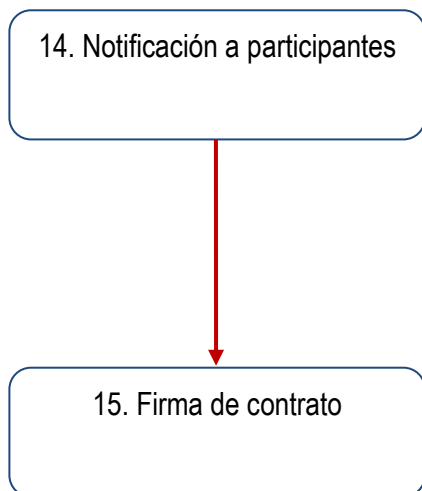 14. Notificación a participantes
15. Firma de contrato